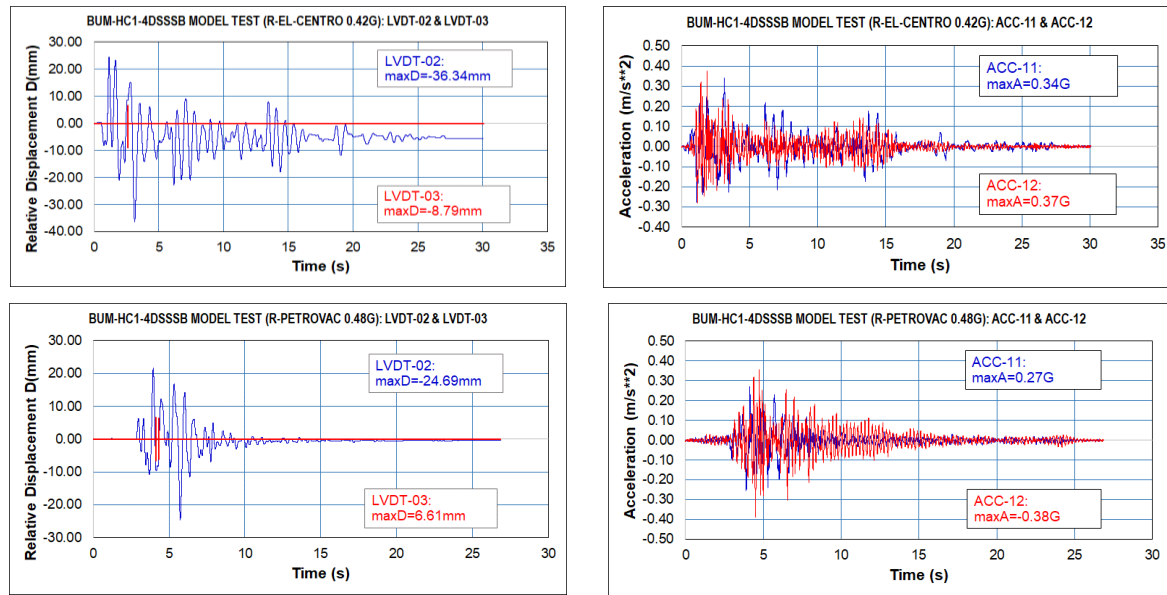 BUM-HC1-4DSSSB MODEL TEST (R-EL-CENTRO 0.42G): LVDT-02 & LVDT-03
Relative Displacement D(mm)
30.00
20.00
10.00
0.00
-10.00
-20.00
-30.00
-40.00
LVDT-02:
maxD=-36.34mm
LVDT-03:
maxD=-8.79mm
0 5 10 15 20 25 30 35
Time (s)
BUM-HC1-4DSSSB MODEL TEST (R-EL-CENTRO 0.42G): ACC-11 & ACC-12
Acceleration (m/s**2)
0.50
0.40
0.30
0.20
0.10
0.00
-0.10
-0.20
-0.30
-0.40
ACC-11:
maxA=0.34G
ACC-12:
maxA=0.37G
0 5 10 15 20 25 30 35
Time (s)
BUM-HC1-4DSSSB MODEL TEST (R-PETROVAC 0.48G): LVDT-02 & LVDT-03
Relative Displacement D(mm)
30.00
20.00
10.00
0.00
-10.00
-20.00
-30.00
LVDT-02:
maxD=-24.69mm
LVDT-03:
maxD=6.61mm
0 5 10 15 20 25 30
Time (s)
BUM-HC1-4DSSSB MODEL TEST (R-PETROVAC 0.48G): ACC-11 & ACC-12
Acceleration (m/s**2)
0.50
0.40
0.30
0.20
0.10
0.00
-0.10
-0.20
-0.30
-0.40
-0.50
ACC-11:
maxA=0.27G
ACC-12:
maxA=-0.38G
0 5 10 15 20 25 30
Time (s)